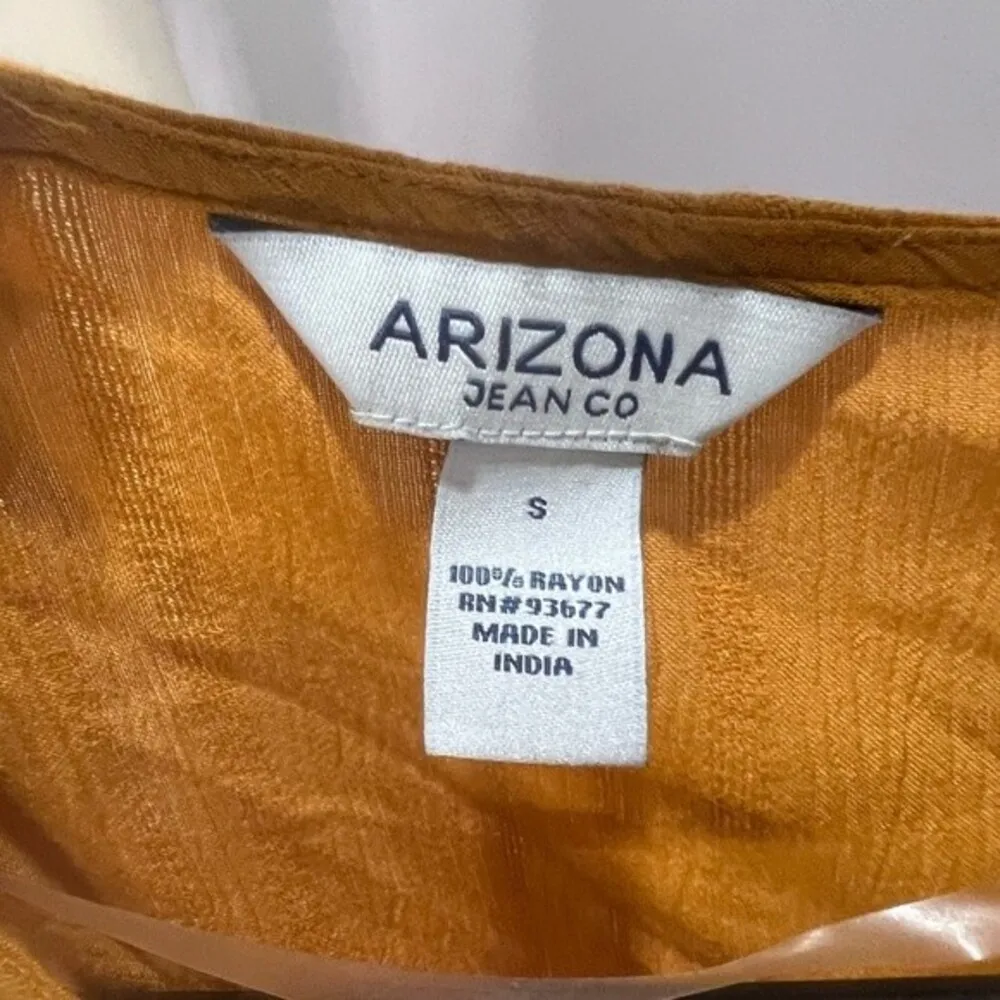 ARIZONA
JEAN CO
S
100% RAYON
RN#93677
MADE IN
INDIA